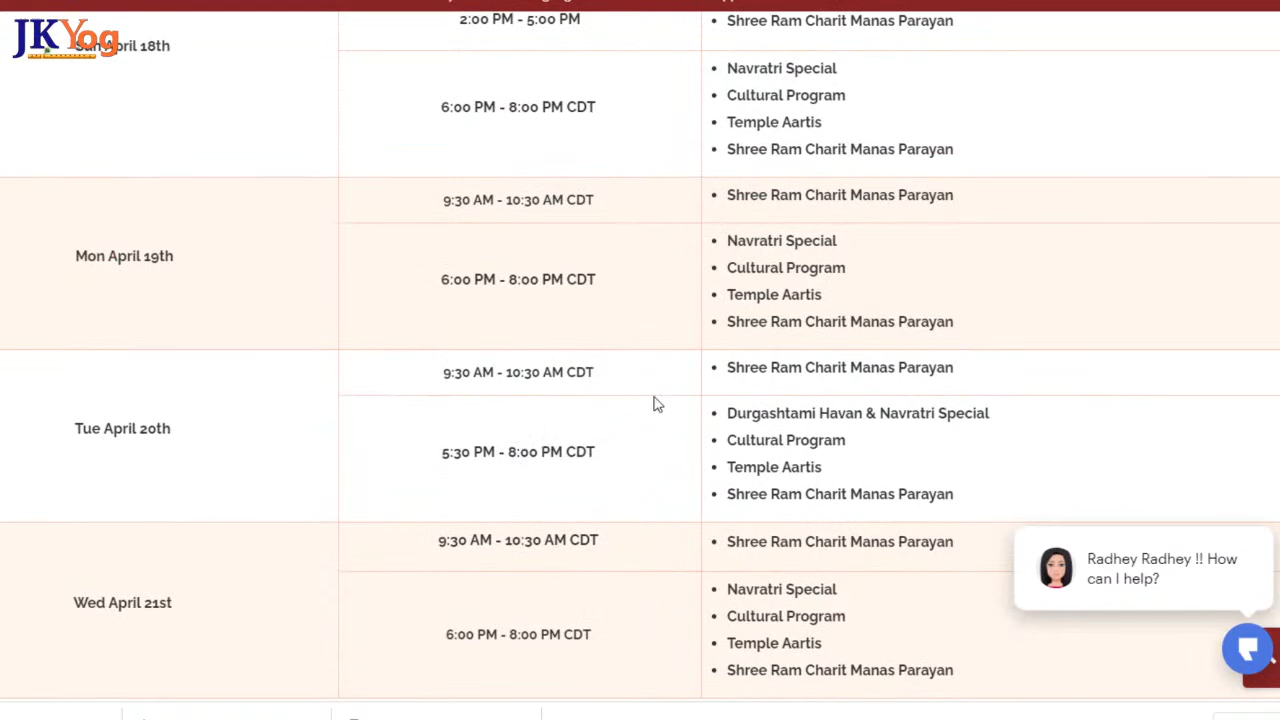 JKYog
Sun April 18th
2:00 PM - 5:00 PM
Shree Ram Charit Manas Parayan
6:00 PM - 8:00 PM CDT
• Navratri Special
• Cultural Program
• Temple Aartis
• Shree Ram Charit Manas Parayan
Mon April 19th
9:30 AM - 10:30 AM CDT
• Shree Ram Charit Manas Parayan
6:00 PM - 8:00 PM CDT
• Navratri Special
• Cultural Program
• Temple Aartis
• Shree Ram Charit Manas Parayan
Tue April 20th
9:30 AM - 10:30 AM CDT
• Shree Ram Charit Manas Parayan
5:30 PM - 8:00 PM CDT
• Durgashtami Havan & Navratri Special
• Cultural Program
• Temple Aartis
• Shree Ram Charit Manas Parayan
Wed April 21st
9:30 AM - 10:30 AM CDT
• Shree Ram Charit Manas Parayan
6:00 PM - 8:00 PM CDT
• Navratri Special
• Cultural Program
• Temple Aartis
• Shree Ram Charit Manas Parayan
Radhey Radhey !! How
can I help?